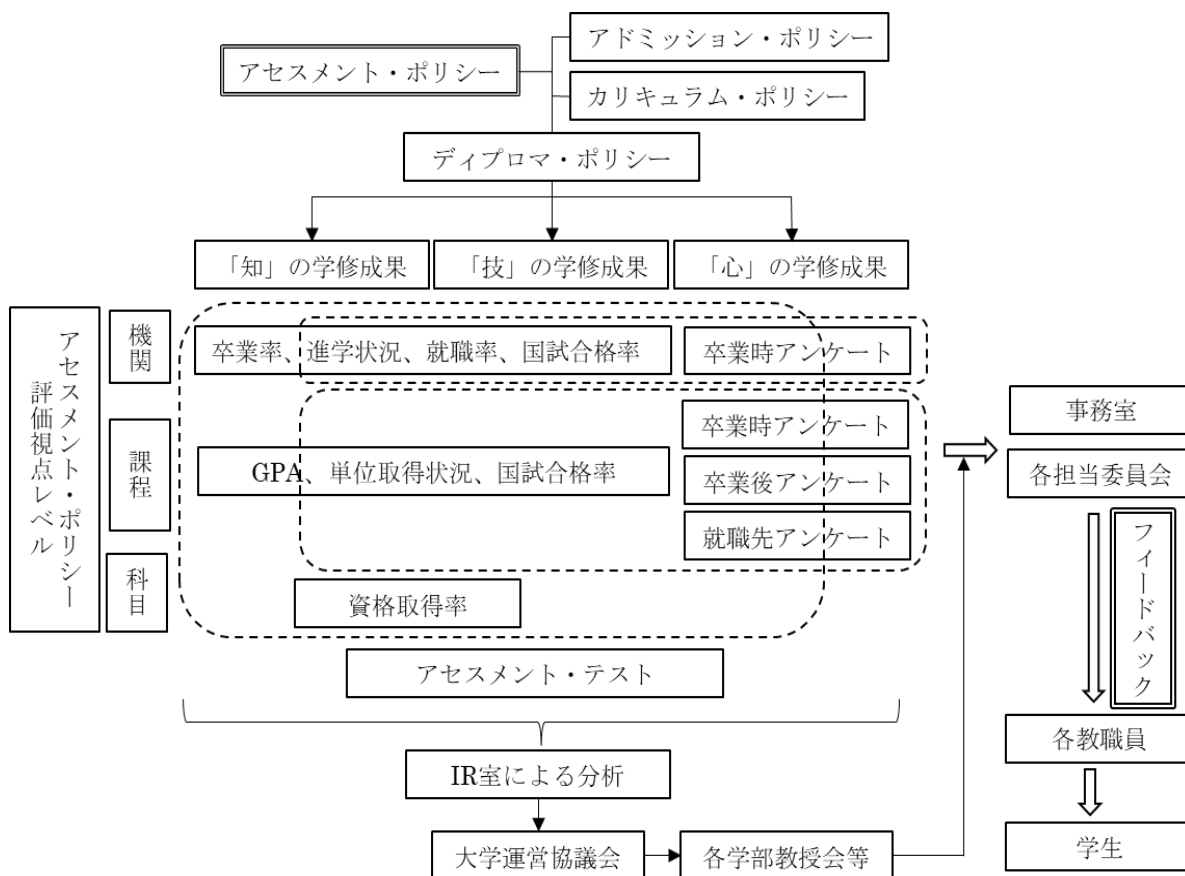 アドミッション・ポリシー
アセスメント・ポリシー
カリキュラム・ポリシー
ディプロマ・ポリシー
「知」の学修成果
「技」の学修成果
「心」の学修成果
アセスメント・ポリシー
評価視点レベル
機関
卒業率、進学状況、就職率、国試合格率
卒業時アンケート
課程
GPA、単位取得状況、国試合格率
卒業時アンケート
卒業後アンケート
就職先アンケート
科目
資格取得率
アセスメント・テスト
IR室による分析
大学運営協議会
各学部教授会等
事務室
各担当委員会
フィードバック
各教職員
学生